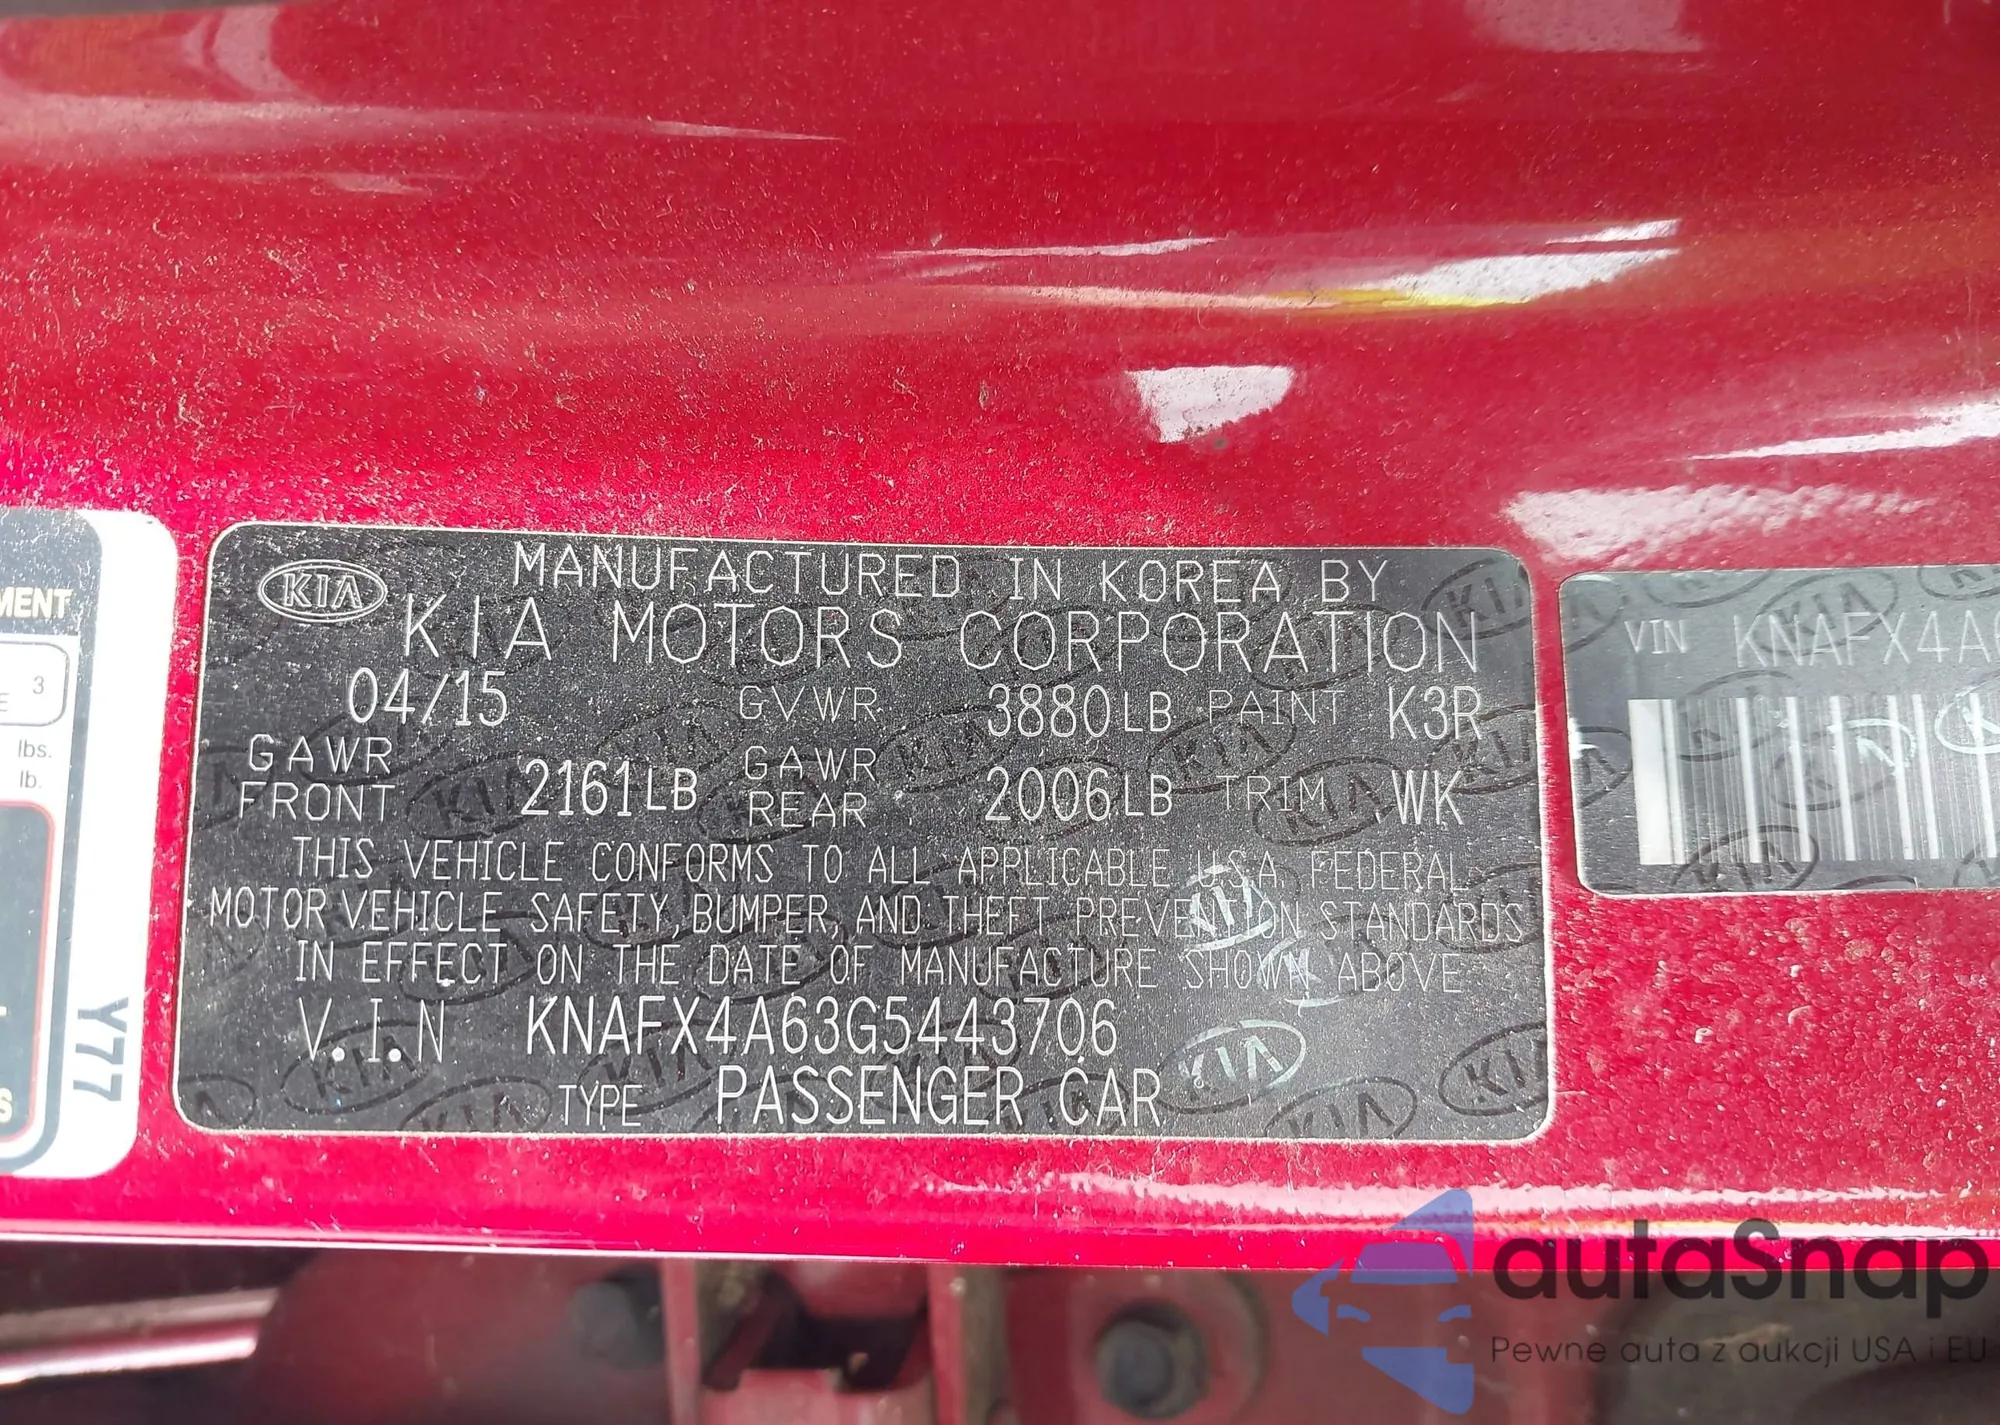 MENT
3
E
lbs.
lb.
S
Y77
KIA
MANUFACTURED IN KOREA BY
KIA MOTORS CORPORATION
04/15 GVWR 3880LB PAINT K3R
GAWR FRONT 2161LB GAWR REAR 2006LB TRIM WK
THIS VEHICLE CONFORMS TO ALL APPLICABLE U.S.A. FEDERAL
MOTOR VEHICLE SAFETY, BUMPER, AND THEFT PREVENTION STANDARDS
IN EFFECT ON THE DATE OF MANUFACTURE SHOWN ABOVE
V.I.N KNAFX4A63G5443706
TYPE PASSENGER CAR
VIN KNAFX4A6
autaSnap
Pewne auta z aukcji USA i EU